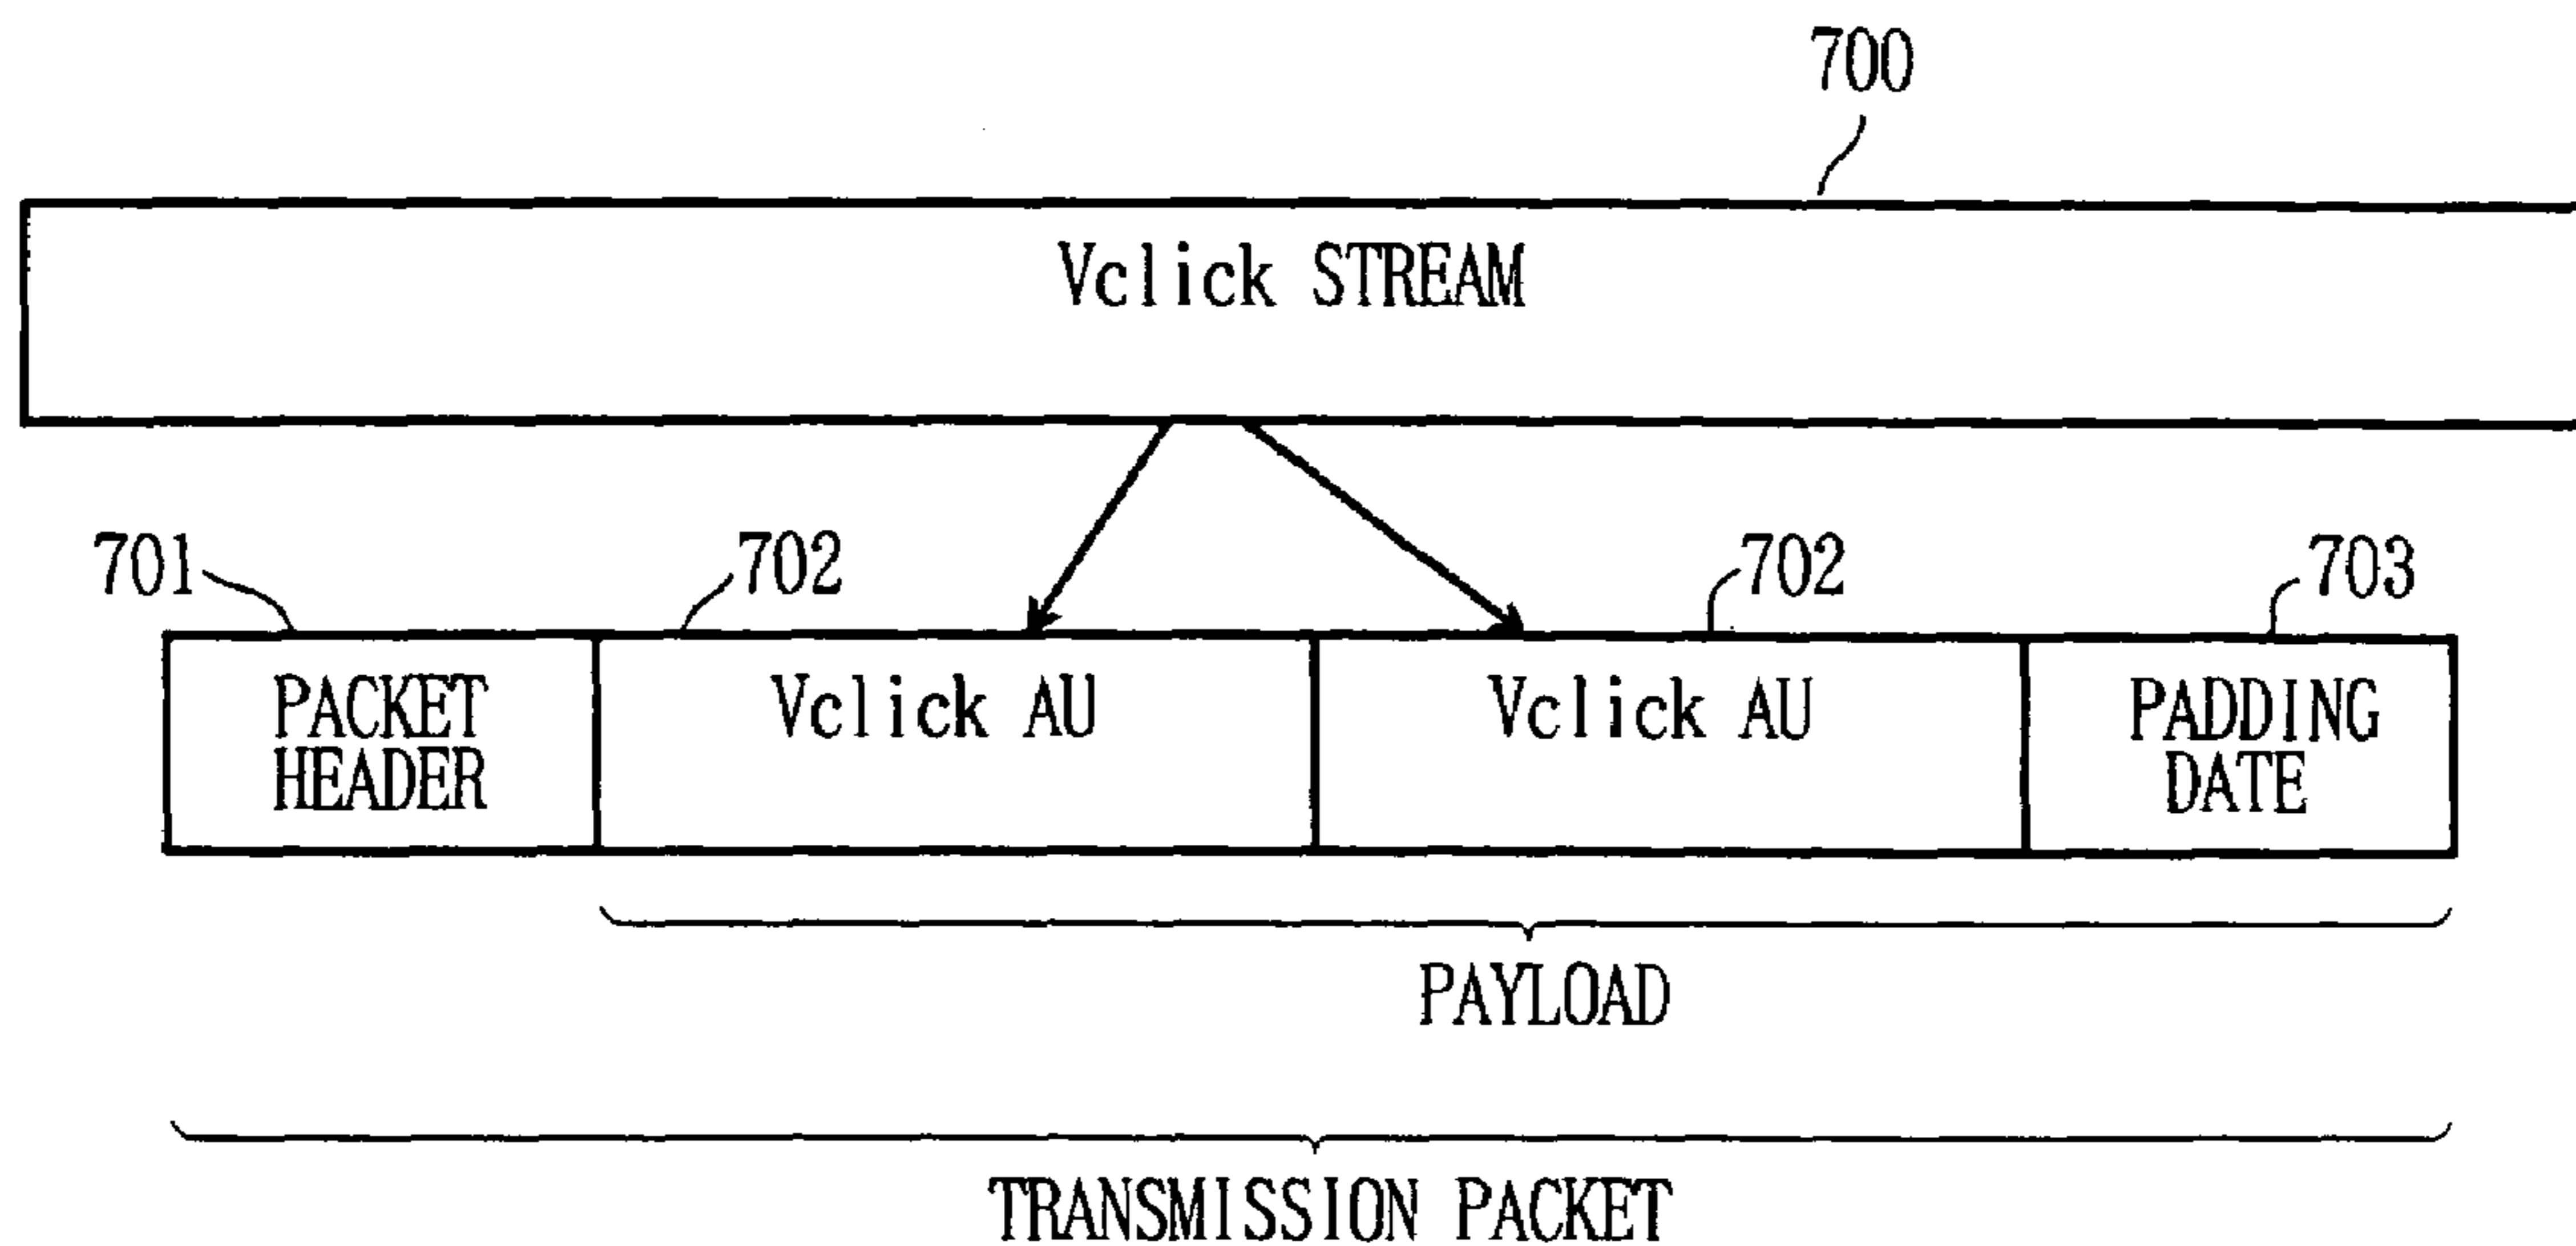 700
Vclick STREAM
701
702
702
703
PACKET
HEADER
Vclick AU
Vclick AU
PADDING
DATE
PAYLOAD
TRANSMISSION PACKET